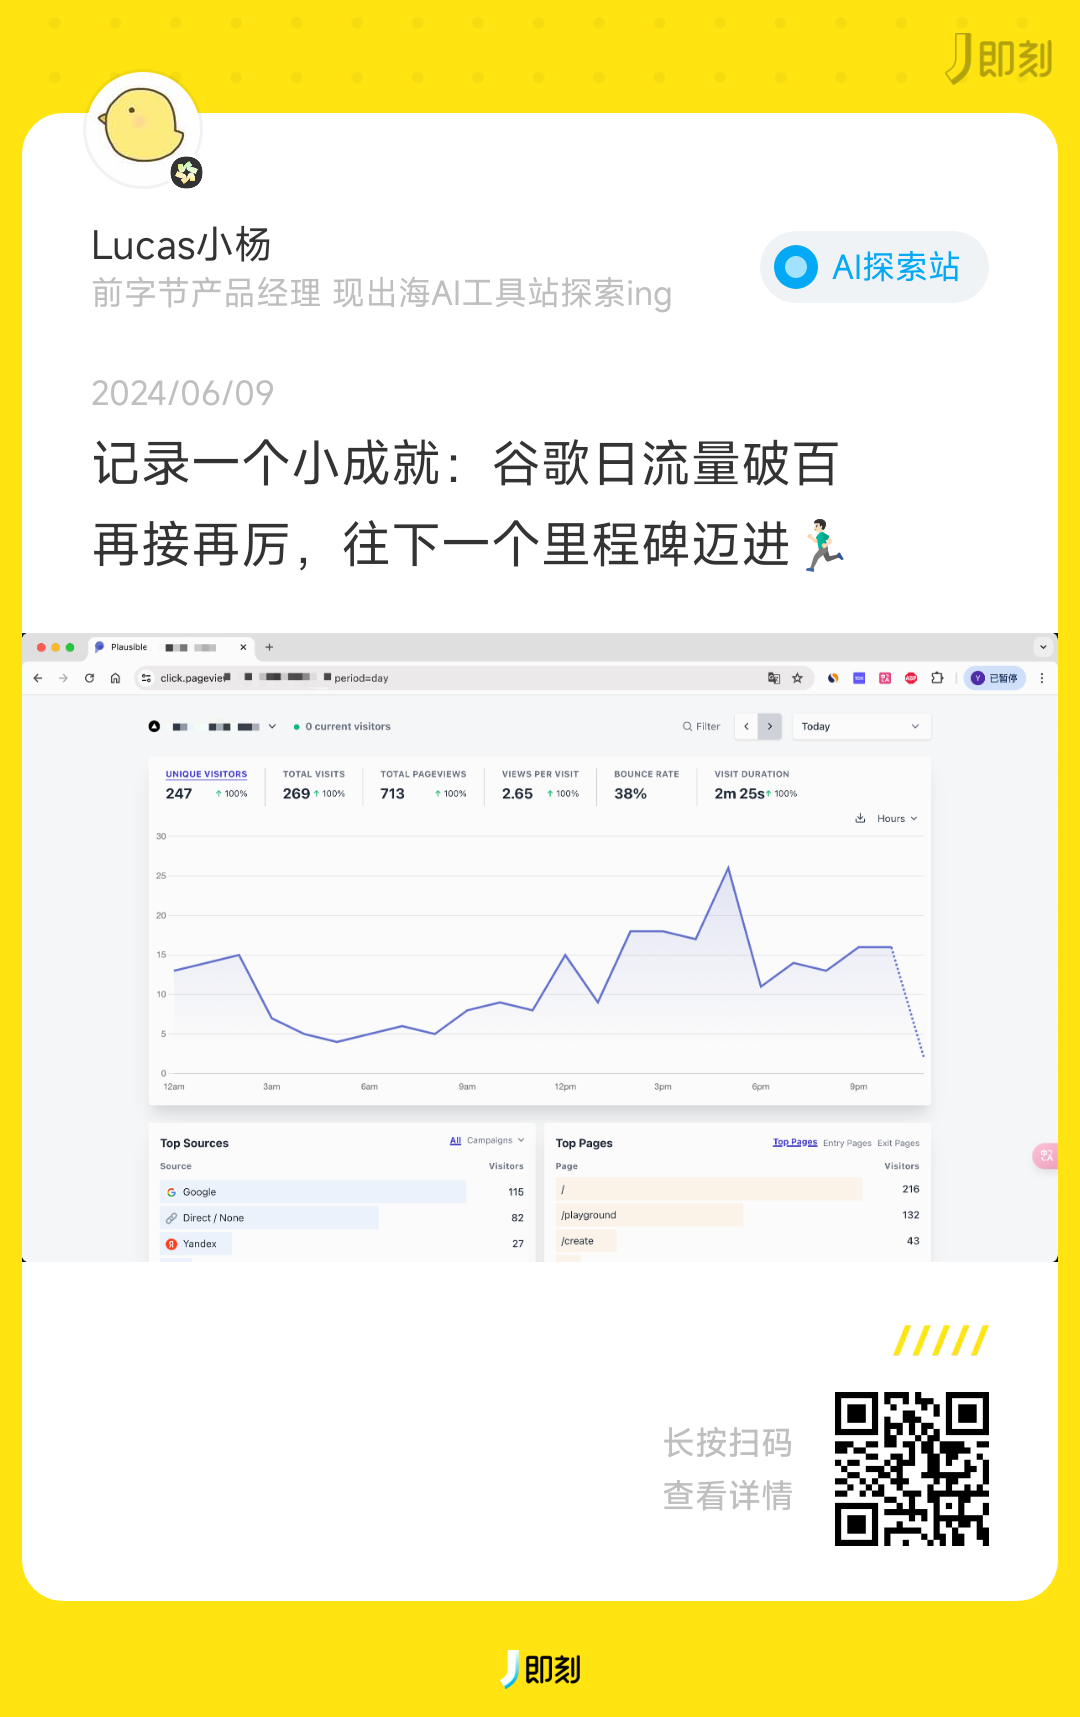 即刻
Lucas小杨
前字节产品经理 现出海AI工具站探索ing
AI探索站
2024/06/09
记录一个小成就：谷歌日流量破百
再接再厉，往下一个里程碑迈进
Plausible
click.pageview
period=day
已暂停
0 current visitors
Filter
Today
UNIQUE VISITORS
247 100%
TOTAL VISITS
269 100%
TOTAL PAGEVIEWS
713 100%
VIEWS PER VISIT
2.65 100%
BOUNCE RATE
38%
VISIT DURATION
2m 25s 100%
Hours
30
25
20
15
10
5
0
12am 3am 6am 9am 12pm 3pm 6pm 9pm
Top Sources
All Campaigns
Source Visitors
Google 115
Direct / None 82
Yandex 27
Top Pages
Top Pages Entry Pages Exit Pages
Page Visitors
/ 216
/playground 132
/create 43
长按扫码
查看详情
即刻